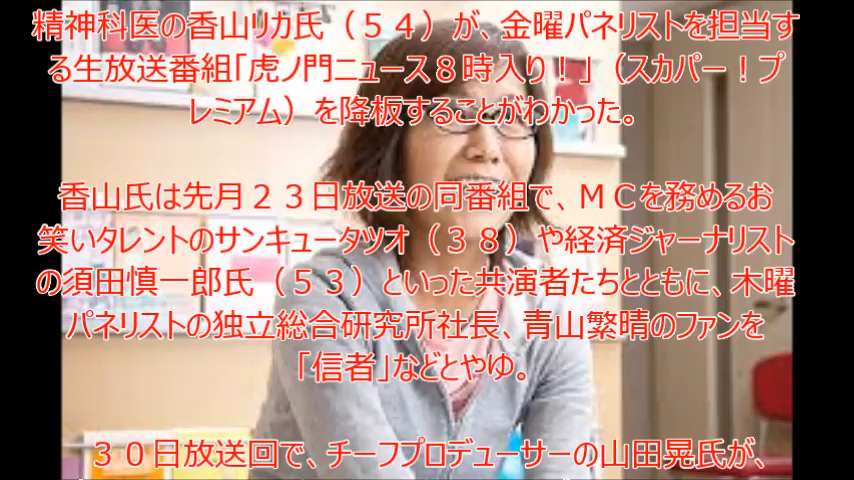 精神科医の香山リカ氏（５４）が、金曜パネリストを担当す
る生放送番組「虎ノ門ニュース８時入り！」（スカパー！プ
レミアム）を降板することがわかった。
香山氏は先月２３日放送の同番組で、ＭＣを務めるお
笑いタレントのサンキュータツオ（３８）や経済ジャーナリスト
の須田慎一郎氏（５３）といった共演者たちとともに、木曜
パネリストの独立総合研究所社長、青山繁晴のファンを
「信者」などとやゆ。
３０日放送回で、チーフプロデューサーの山田晃氏が、